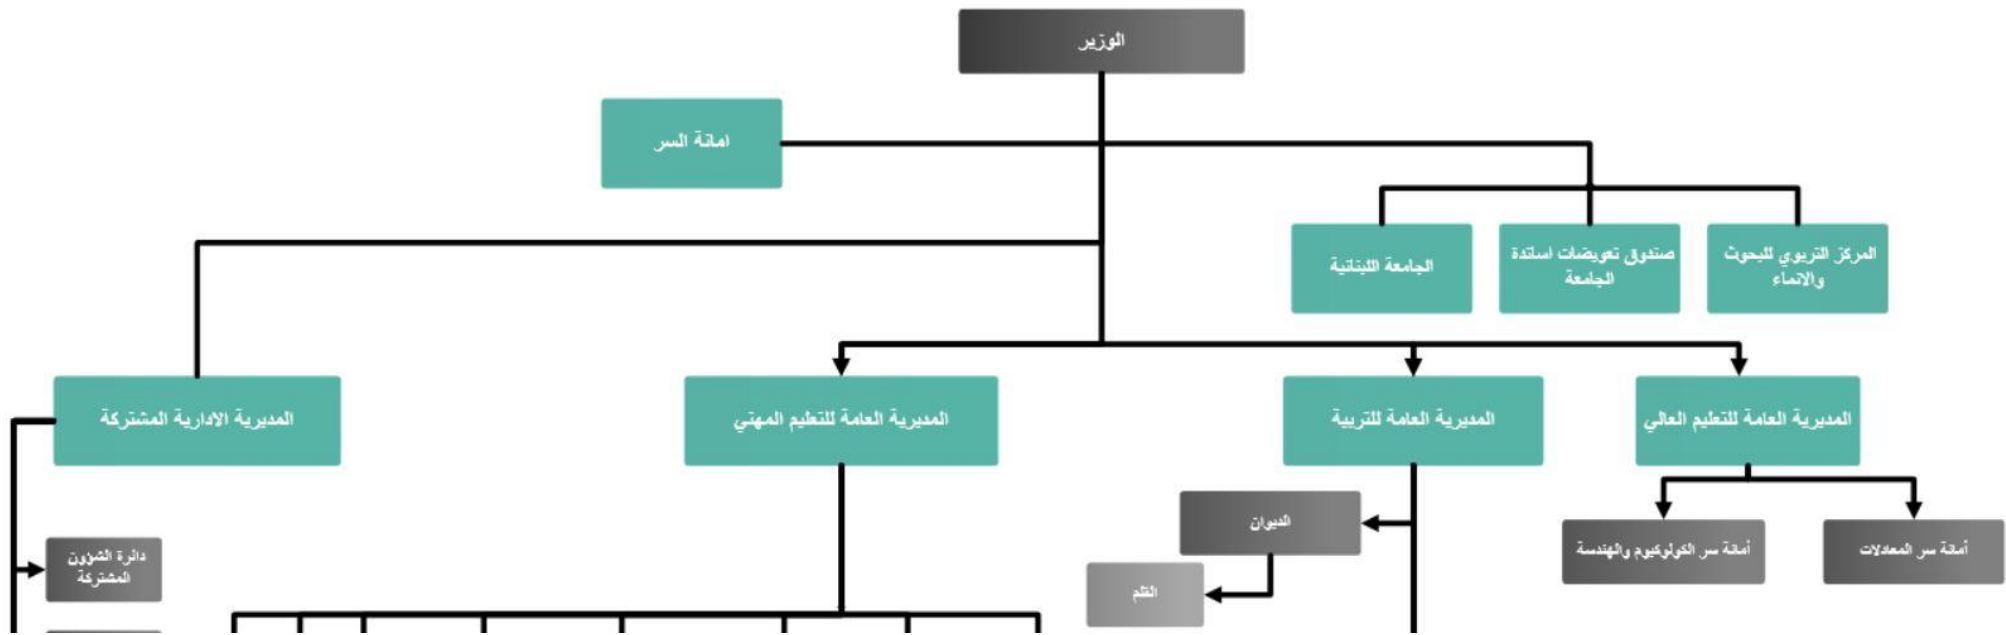 الوزير
امانة السر
المركز التربوي للبحوث
والانماء
صندوق تعويضات اساتدة
الجامعة
الجامعة اللبنانية
المديرية العامة للتعليم العالي
المديرية العامة للتربية
المديرية العامة للتعليم المهني
المديرية الادارية المشتركة
أمانة سر المعادلات
أمانة سر الكولوكيوم والهندسة
الديوان
القلم
دائرة الشؤون
المشتركة